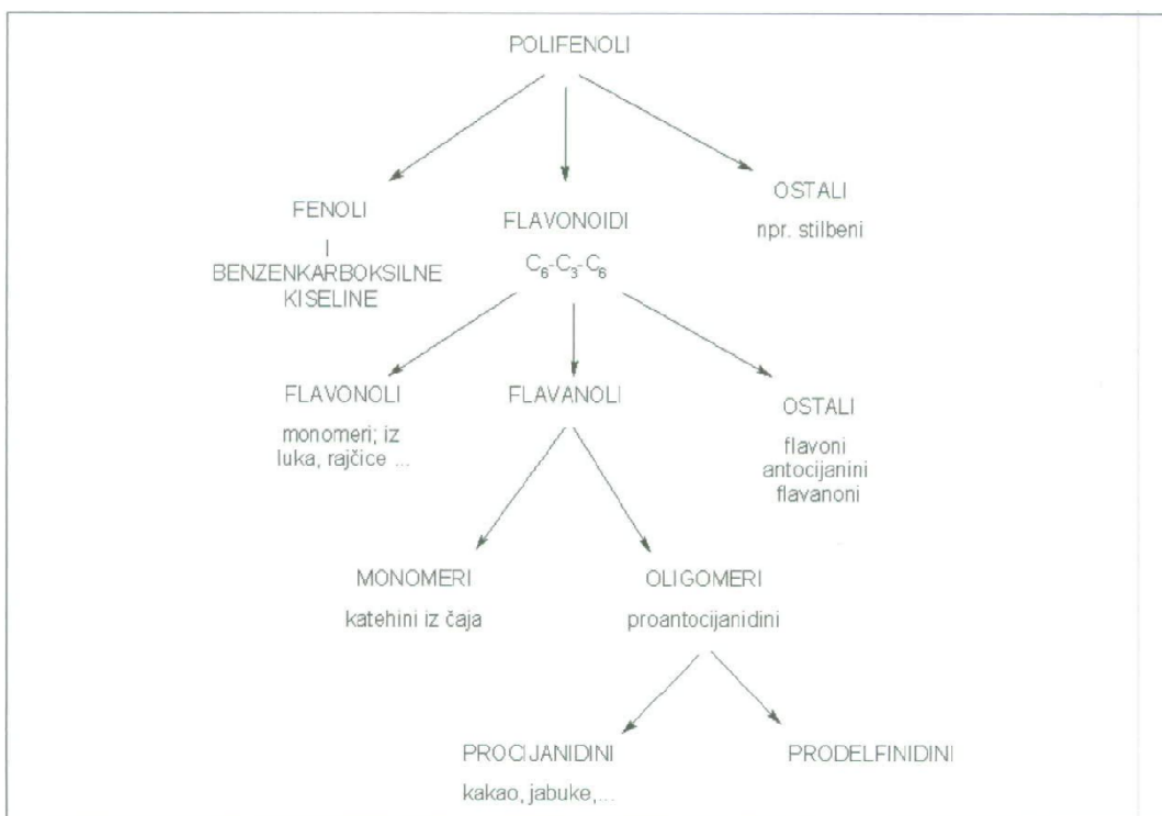 POLIFENOLI
FENOLI
|
BENZENKARBOKSILNE
KISELINE
FLAVONOIDI
C₆-C₃-C₆
OSTALI
npr. stilbeni
FLAVONOLI
monomeri; iz
luka, rajčice ...
FLAVANOLI
OSTALI
flavoni
antocijanini
flavanoni
MONOMERI
katehini iz čaja
OLIGOMERI
proantocijanidini
PROCIJANIDINI
kakao, jabuke,...
PRODELFINIDINI